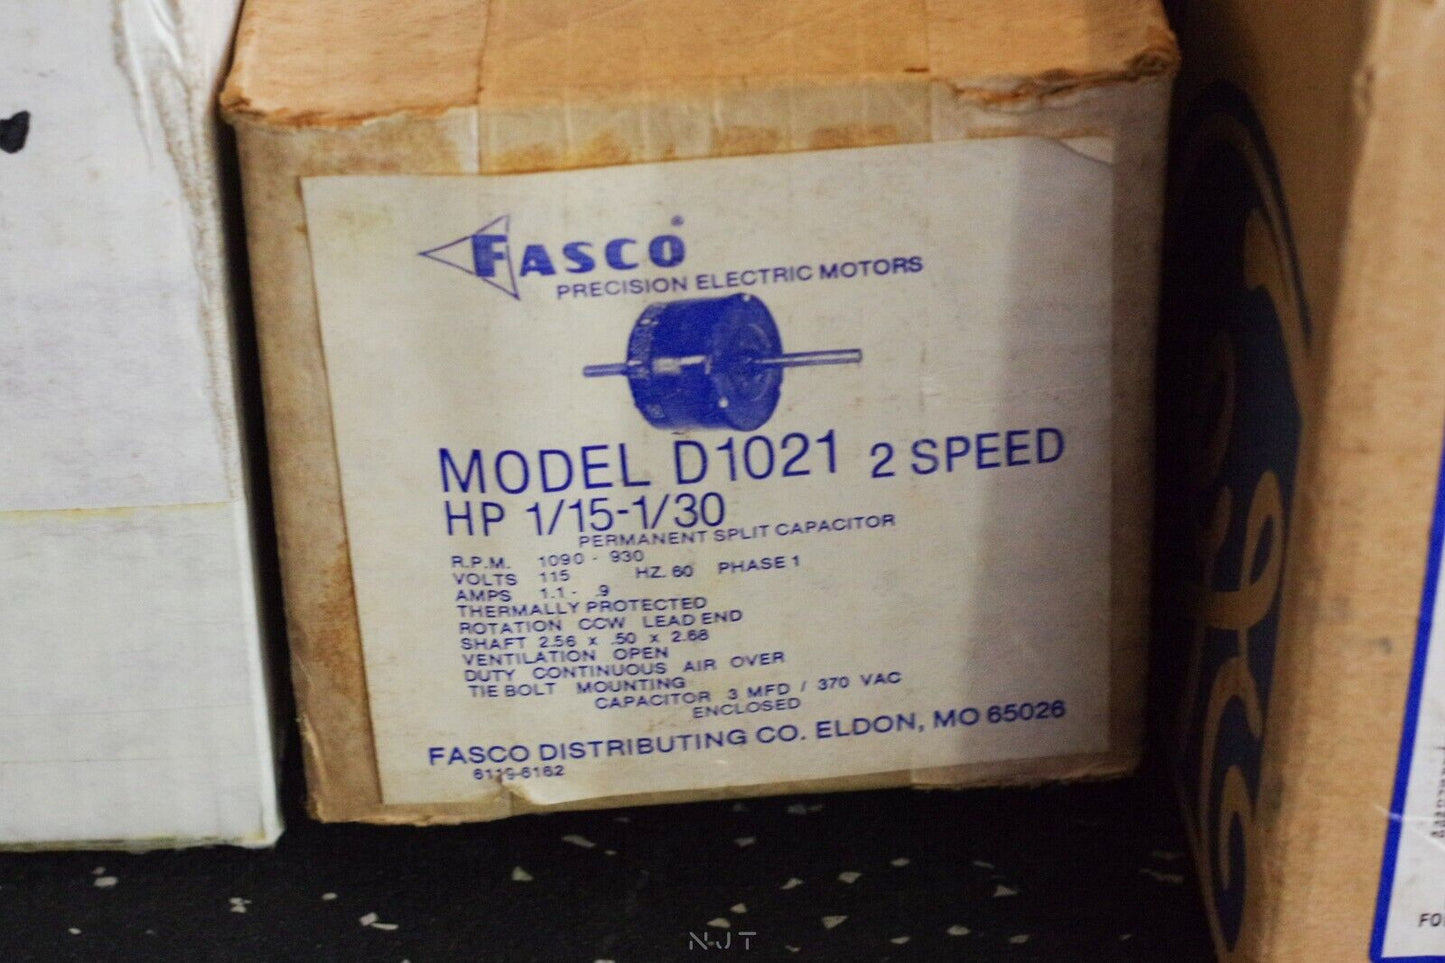 FASCO®
PRECISION ELECTRIC MOTORS
MODEL D1021 2 SPEED
HP 1/15-1/30
PERMANENT SPLIT CAPACITOR
R.P.M. 1090 - 930
VOLTS 115 HZ. 60 PHASE 1
AMPS 1.1 - .9
THERMALLY PROTECTED
ROTATION CCW LEAD END
SHAFT 2.56 x .50 x 2.68
VENTILATION OPEN
DUTY CONTINUOUS AIR OVER
TIE BOLT MOUNTING
CAPACITOR 3 MFD / 370 VAC
ENCLOSED
FASCO DISTRIBUTING CO. ELDON, MO 65026
FO
NJT